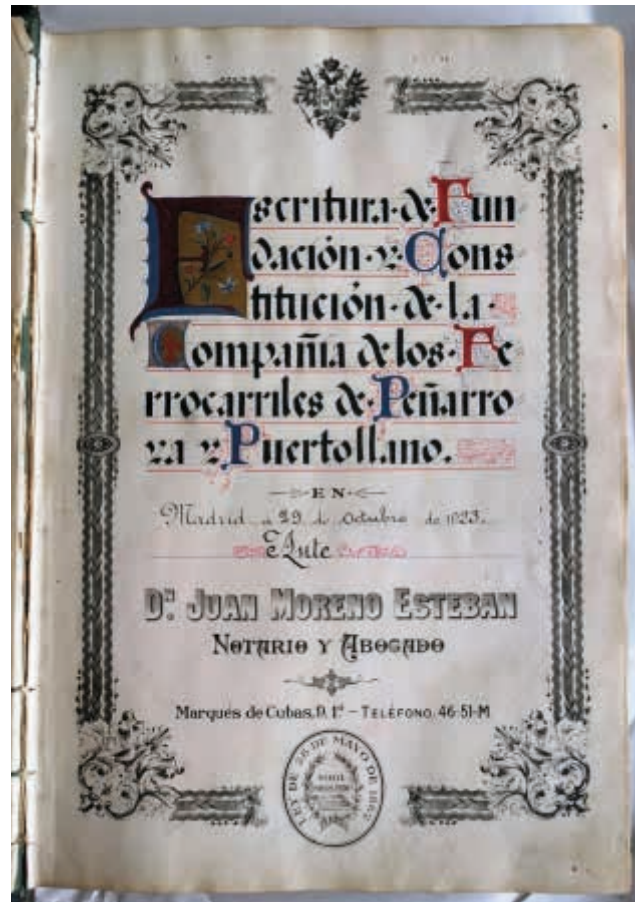 Escritura · de · Fun
dación · y · Cons
titución · de · la ·
Compañia de los · Fe
rrocarriles de · Peñarro
ya y · Puertollano.
EN
Madrid a 29 de Octubre de 1923.
Ante
Dn. JUAN MORENO ESTEBAN
NOTARIO Y ABOGADO
Marqués de Cubas, 9, 1º – TELÉFONO, 46-51-M
LEY DE 28 DE MAYO DE 1862